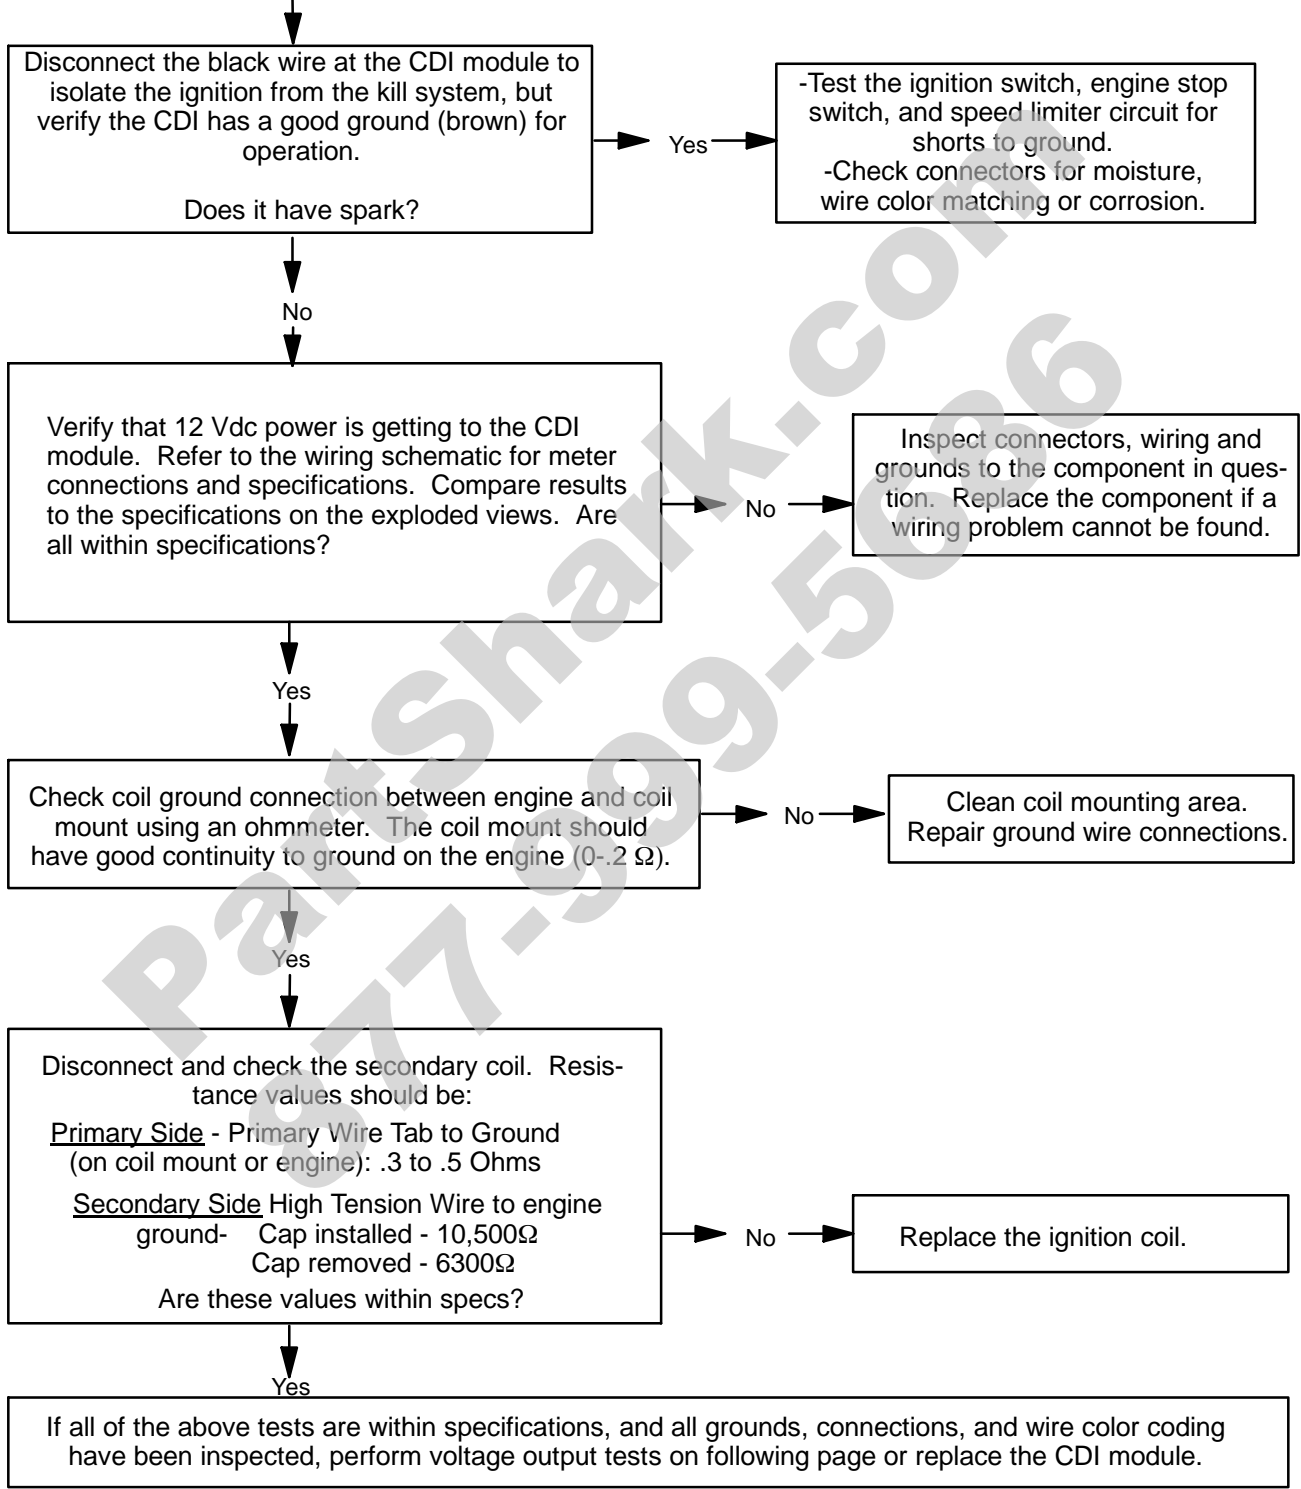 Disconnect the black wire at the CDI module to
isolate the ignition from the kill system, but
verify the CDI has a good ground (brown) for
operation.
Does it have spark?
Yes
-Test the ignition switch, engine stop
switch, and speed limiter circuit for
shorts to ground.
-Check connectors for moisture,
wire color matching or corrosion.
No
Verify that 12 Vdc power is getting to the CDI
module. Refer to the wiring schematic for meter
connections and specifications. Compare results
to the specifications on the exploded views. Are
all within specifications?
No
Inspect connectors, wiring and
grounds to the component in ques-
tion. Replace the component if a
wiring problem cannot be found.
Yes
Check coil ground connection between engine and coil
mount using an ohmmeter. The coil mount should
have good continuity to ground on the engine (0-.2 Ω).
No
Clean coil mounting area.
Repair ground wire connections.
Yes
Disconnect and check the secondary coil. Resis-
tance values should be:
Primary Side - Primary Wire Tab to Ground
(on coil mount or engine): .3 to .5 Ohms
Secondary Side High Tension Wire to engine
ground- Cap installed - 10,500Ω
Cap removed - 6300Ω
Are these values within specs?
No
Replace the ignition coil.
Yes
If all of the above tests are within specifications, and all grounds, connections, and wire color coding
have been inspected, perform voltage output tests on following page or replace the CDI module.
PartShark.com
877-999-5686